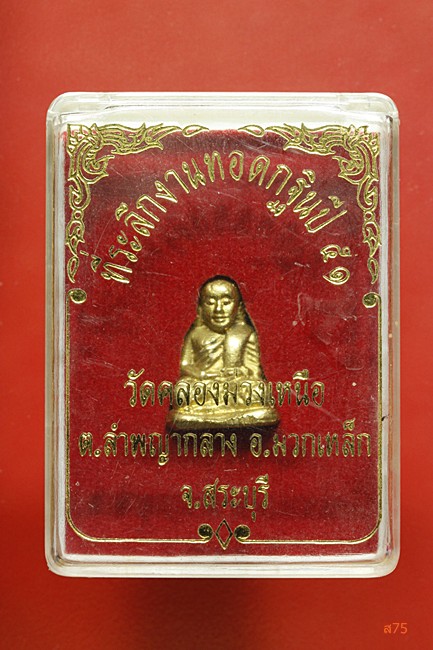 ที่ระลึกงานทอดกฐินปี ๕๑
วัดคลองม่วงเหนือ
ต.ลำพญากลาง อ.มวกเหล็ก
จ.สระบุรี
ส75